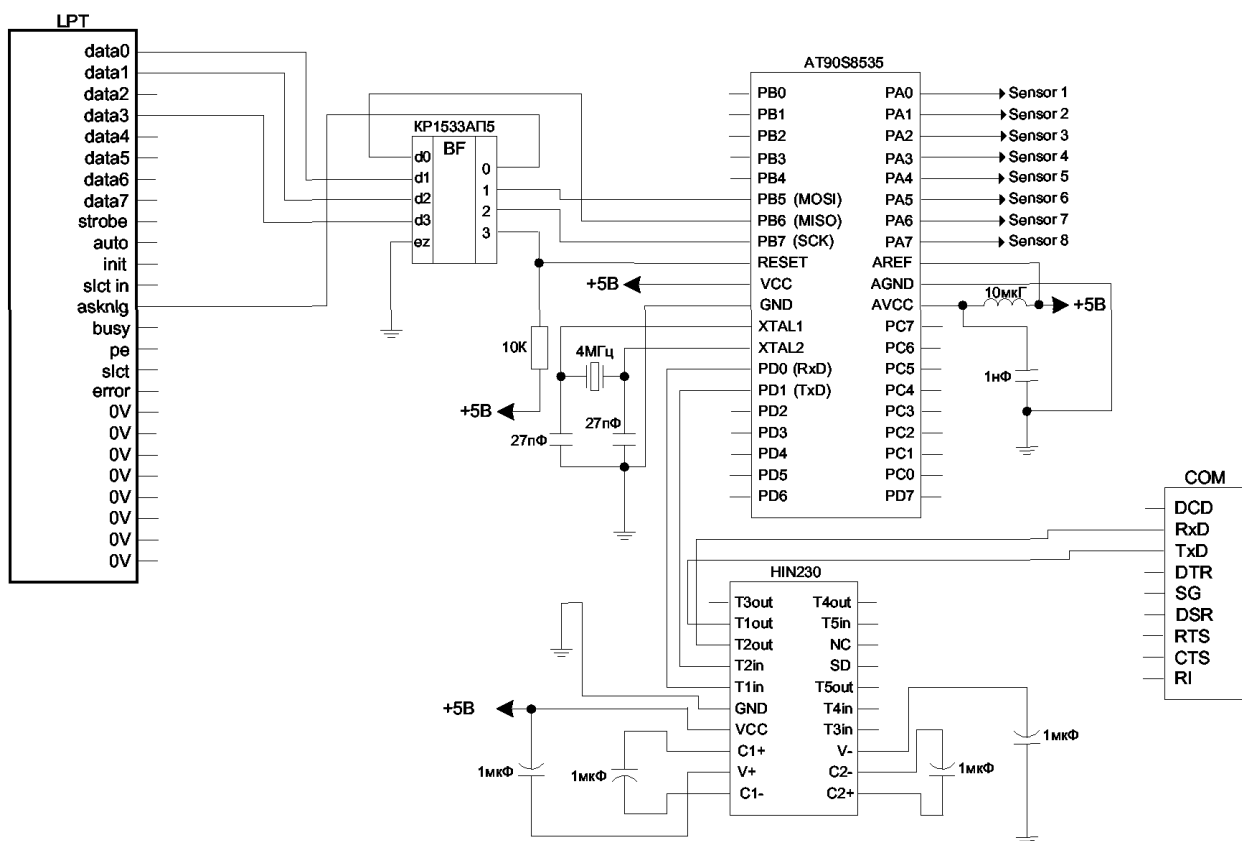 LPT
data0
data1
data2
data3
data4
data5
data6
data7
strobe
auto
init
slct in
asknlg
busy
pe
slct
error
0V
0V
0V
0V
0V
0V
0V
0V
КР1533АП5
BF
d0
d1
d2
d3
ez
0
1
2
3
+5В
10К
+5В
4МГц
27пФ
27пФ
AT90S8535
PB0
PB1
PB2
PB3
PB4
PB5 (MOSI)
PB6 (MISO)
PB7 (SCK)
RESET
VCC
GND
XTAL1
XTAL2
PD0 (RxD)
PD1 (TxD)
PD2
PD3
PD4
PD5
PD6
PA0
PA1
PA2
PA3
PA4
PA5
PA6
PA7
AREF
AGND
AVCC
PC7
PC6
PC5
PC4
PC3
PC2
PC1
PC0
PD7
Sensor 1
Sensor 2
Sensor 3
Sensor 4
Sensor 5
Sensor 6
Sensor 7
Sensor 8
10мкГ
+5В
1нФ
COM
DCD
RxD
TxD
DTR
SG
DSR
RTS
CTS
RI
HIN230
T3out
T1out
T2out
T2in
T1in
GND
VCC
C1+
V+
C1-
T4out
T5in
NC
SD
T5out
T4in
T3in
V-
C2-
C2+
+5В
1мкФ
1мкФ
1мкФ
1мкФ